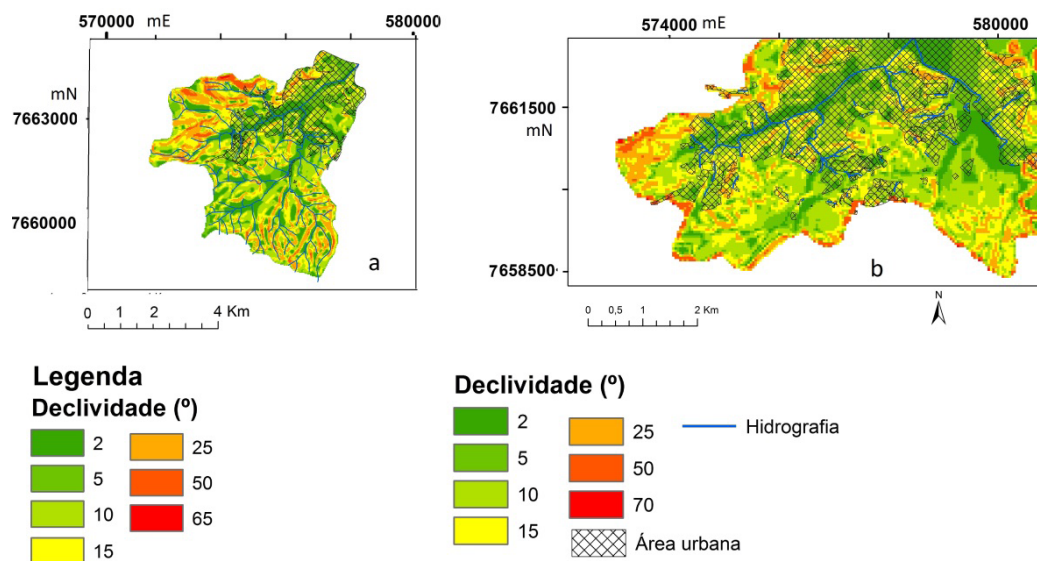 570000 mE 580000
mN
7663000
7660000
a
0 1 2 4 Km
574000 mE 580000
7661500
mN
7658500
b
0 0,5 1 2 Km
N
Legenda
Declividade (º)
2
5
10
15
25
50
65
Declividade (º)
2
5
10
15
25
50
70
Hidrografia
Área urbana